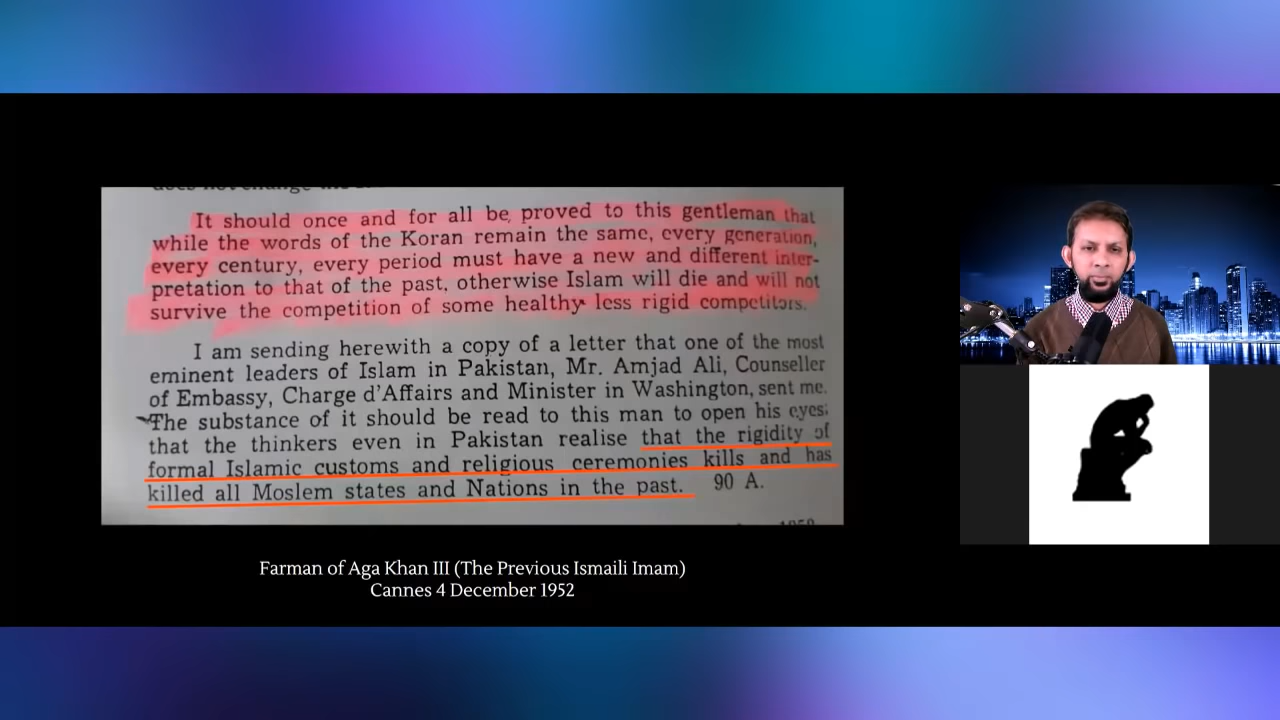 does not change
It should once and for all be proved to this gentleman that
while the words of the Koran remain the same, every generation,
every century, every period must have a new and different inter-
pretation to that of the past, otherwise Islam will die and will not
survive the competition of some healthy less rigid competitors.
I am sending herewith a copy of a letter that one of the most
eminent leaders of Islam in Pakistan, Mr. Amjad Ali, Counseller
of Embassy, Charge d'Affairs and Minister in Washington, sent me.
The substance of it should be read to this man to open his eyes;
that the thinkers even in Pakistan realise that the rigidity of
formal Islamic customs and religious ceremonies kills and has
killed all Moslem states and Nations in the past. 90 A.
Farman of Aga Khan III (The Previous Ismaili Imam)
Cannes 4 December 1952